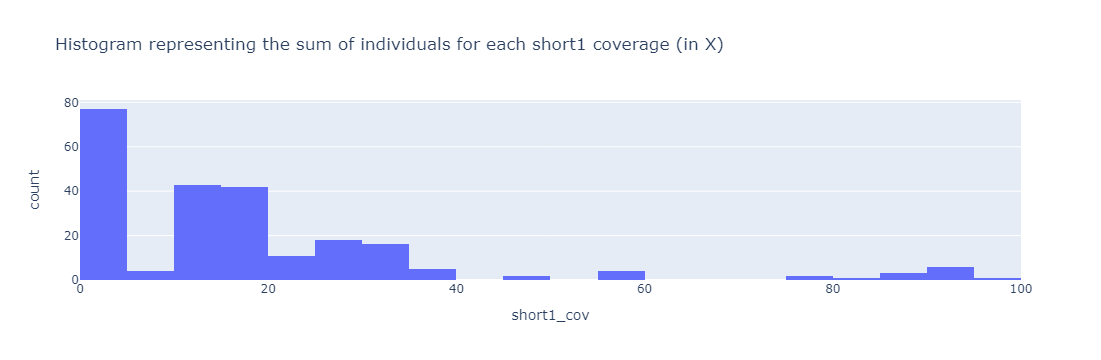 Histogram representing the sum of individuals for each short1 coverage (in X)
80
60
40
20
0
count
0 20 40 60 80 100
short1_cov